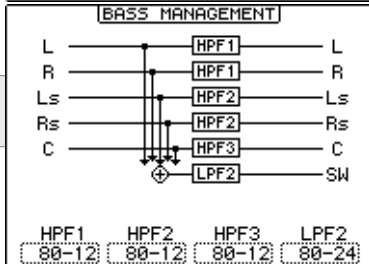 BASS MANAGEMENT
L HPF1 L
R HPF1 R
Ls HPF2 Ls
Rs HPF2 Rs
C HPF3 C
LPF2 SW
HPF1 HPF2 HPF3 LPF2
80-12 80-12 80-12 80-24